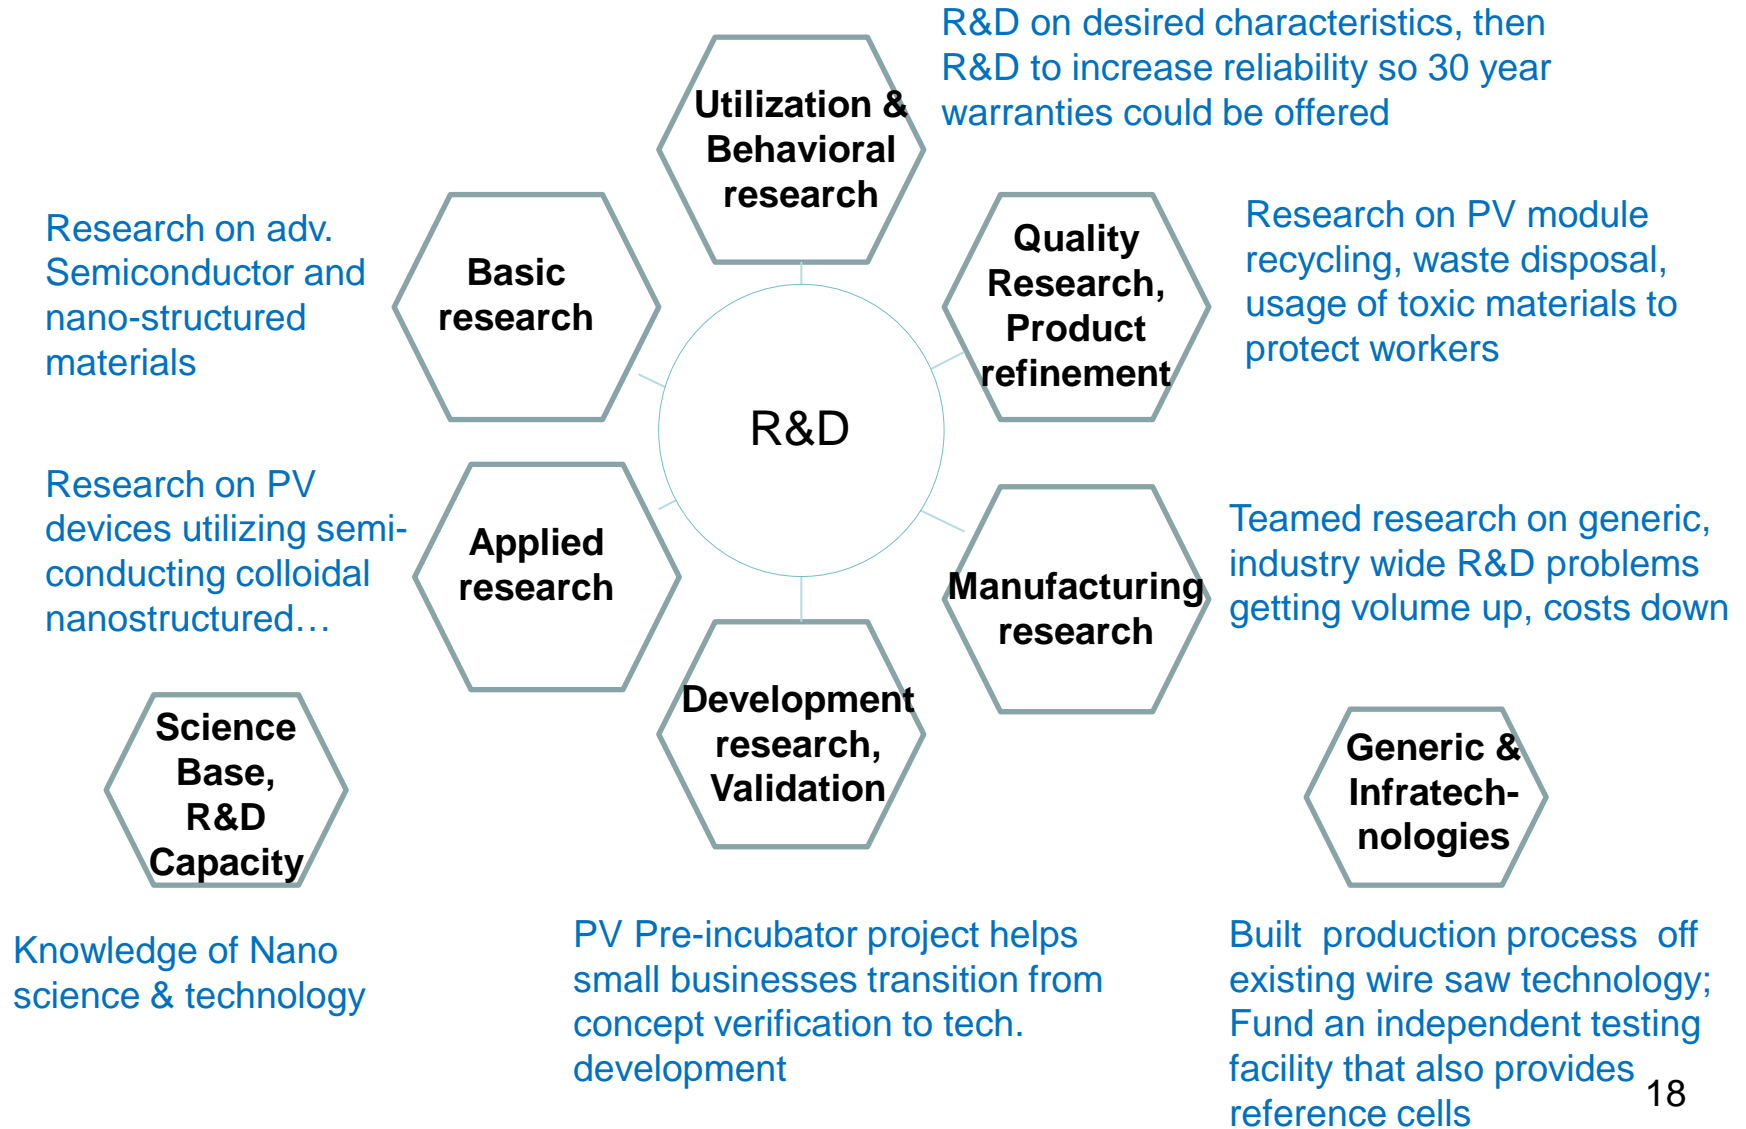 R&D on desired characteristics, then
R&D to increase reliability so 30 year
warranties could be offered
Utilization &
Behavioral
research
Research on adv.
Semiconductor and
nano-structured
materials
Basic
research
Quality
Research,
Product
refinement
Research on PV module
recycling, waste disposal,
usage of toxic materials to
protect workers
R&D
Research on PV
devices utilizing semi-
conducting colloidal
nanostructured…
Applied
research
Manufacturing
research
Teamed research on generic,
industry wide R&D problems
getting volume up, costs down
Development
research,
Validation
Science
Base,
R&D
Capacity
Generic &
Infratech-
nologies
Knowledge of Nano
science & technology
PV Pre-incubator project helps
small businesses transition from
concept verification to tech.
development
Built production process off
existing wire saw technology;
Fund an independent testing
facility that also provides
reference cells
18